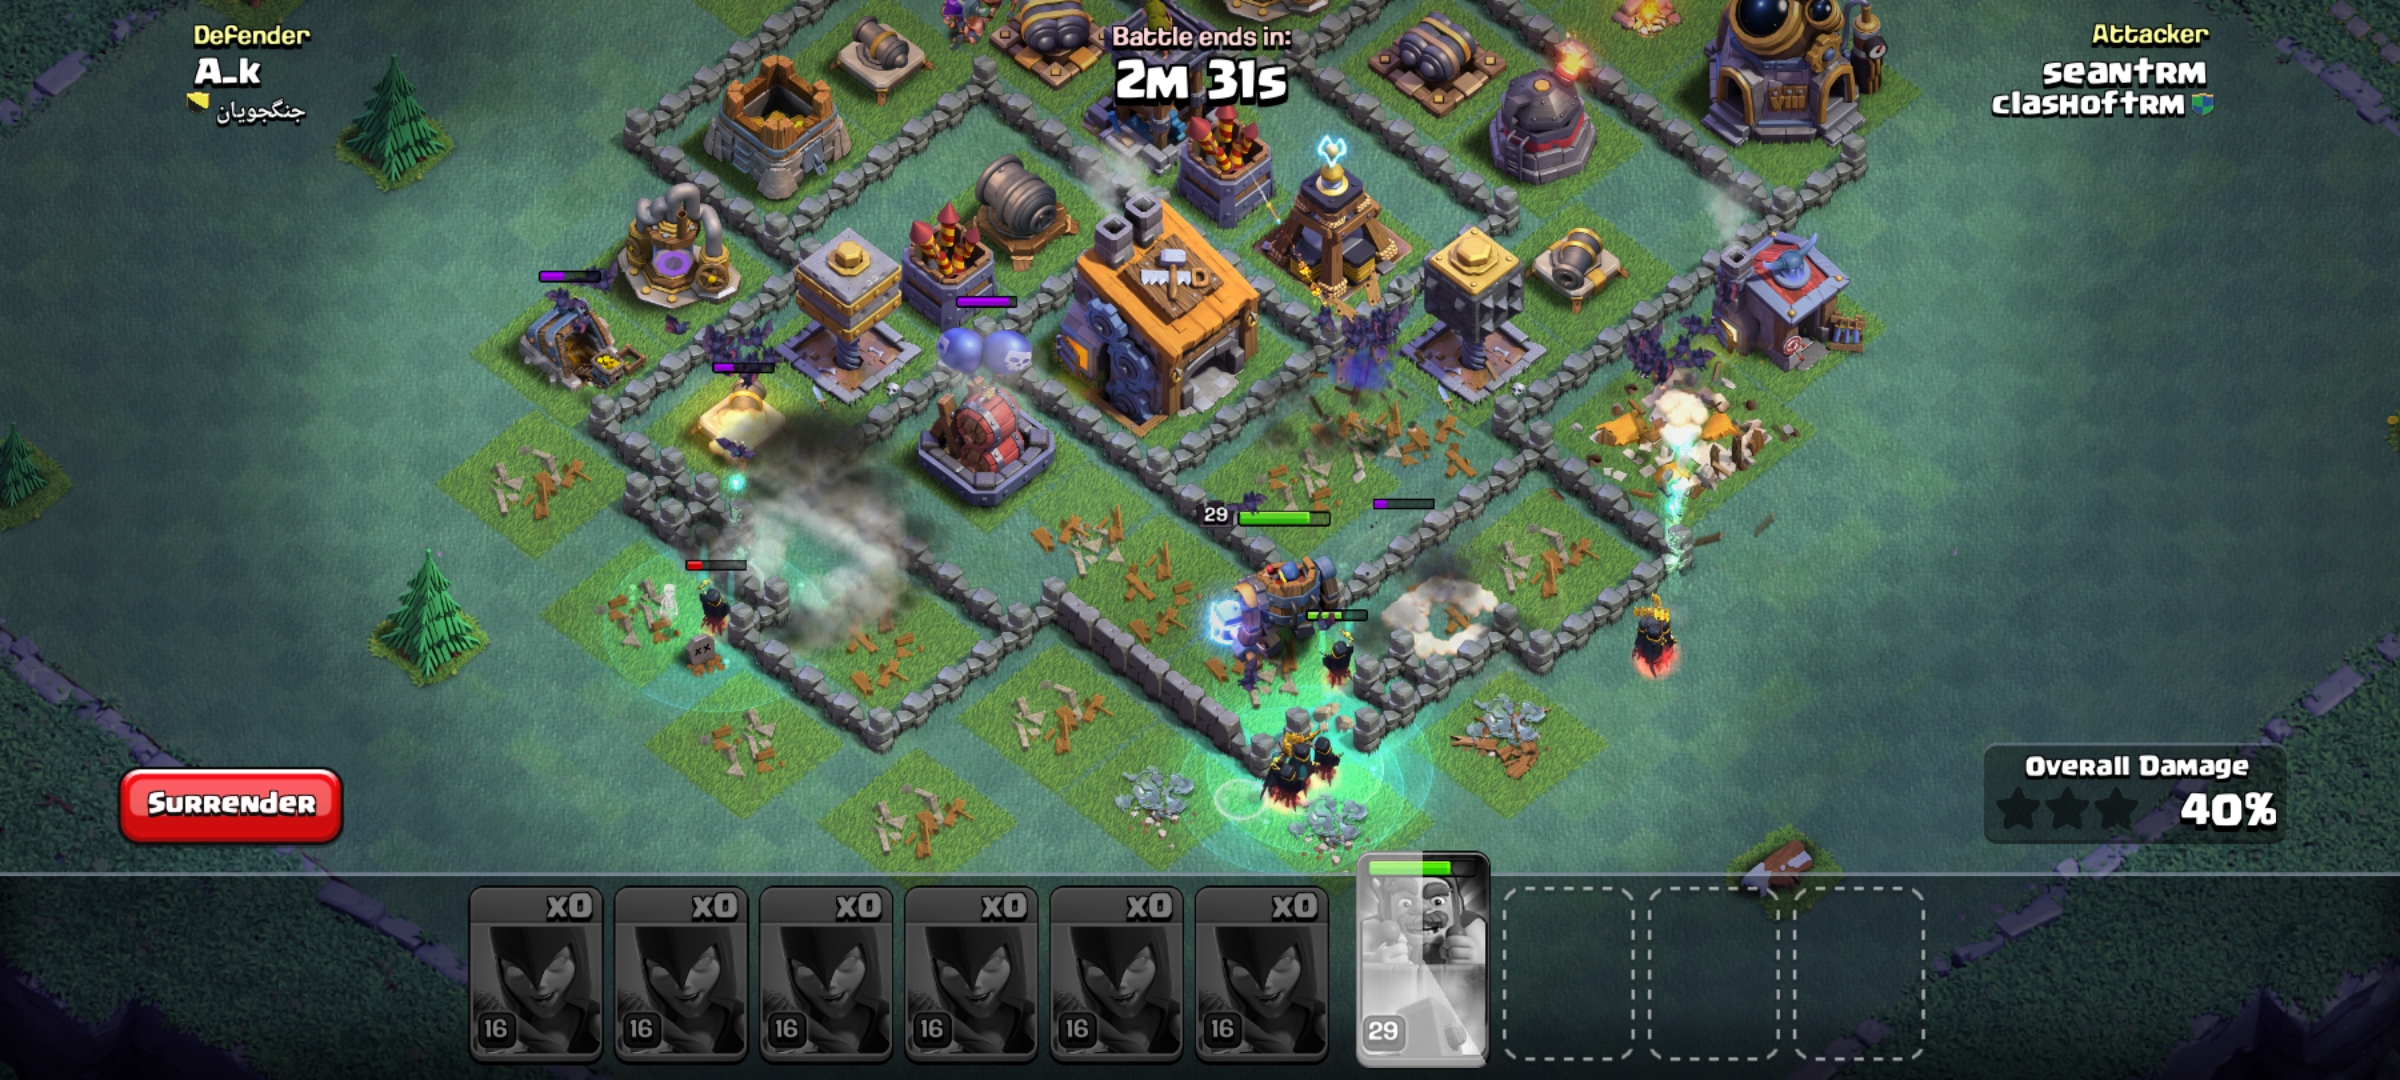 Defender
A_k
جنگجویان
Battle ends in:
2M 31S
Attacker
seantRM
clashoftRM
VIII
29
Surrender
Overall Damage
40%
x0
x0
x0
x0
x0
x0
16
16
16
16
16
16
29